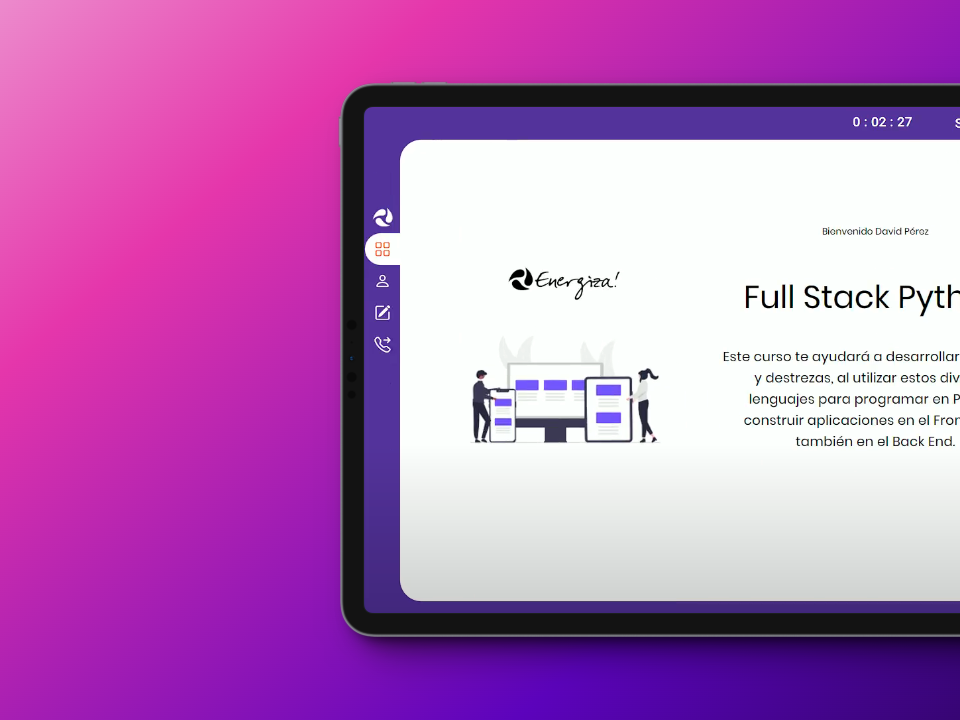 0 : 02 : 27
S
Bienvenido David Pérez
Energiza!
Full Stack Pyth
Este curso te ayudará a desarrollar
y destrezas, al utilizar estos div
lenguajes para programar en P
construir aplicaciones en el Fron
también en el Back End.